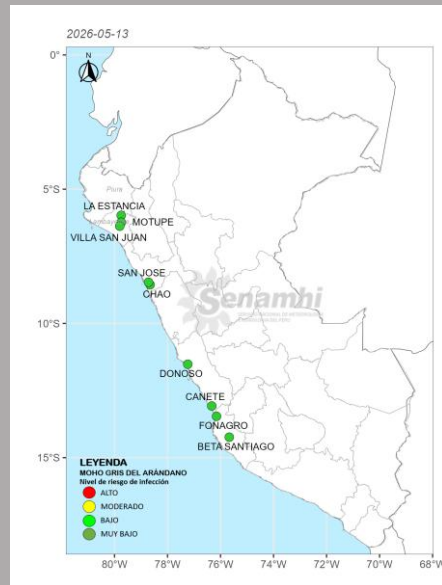 2026-05-13
N
0°
5°S
10°S
15°S
Piura
LA ESTANCIA
MOTUPE
VILLA SAN JUAN
SAN JOSE
CHAO
Senamhi
DONOSO
CANETE
FONAGRO
BETA SANTIAGO
LEYENDA
MOHO GRIS DEL ARÁNDANO
Nivel de riesgo de infección
ALTO
MODERADO
BAJO
MUY BAJO
80°W 78°W 76°W 74°W 72°W 70°W 68°W